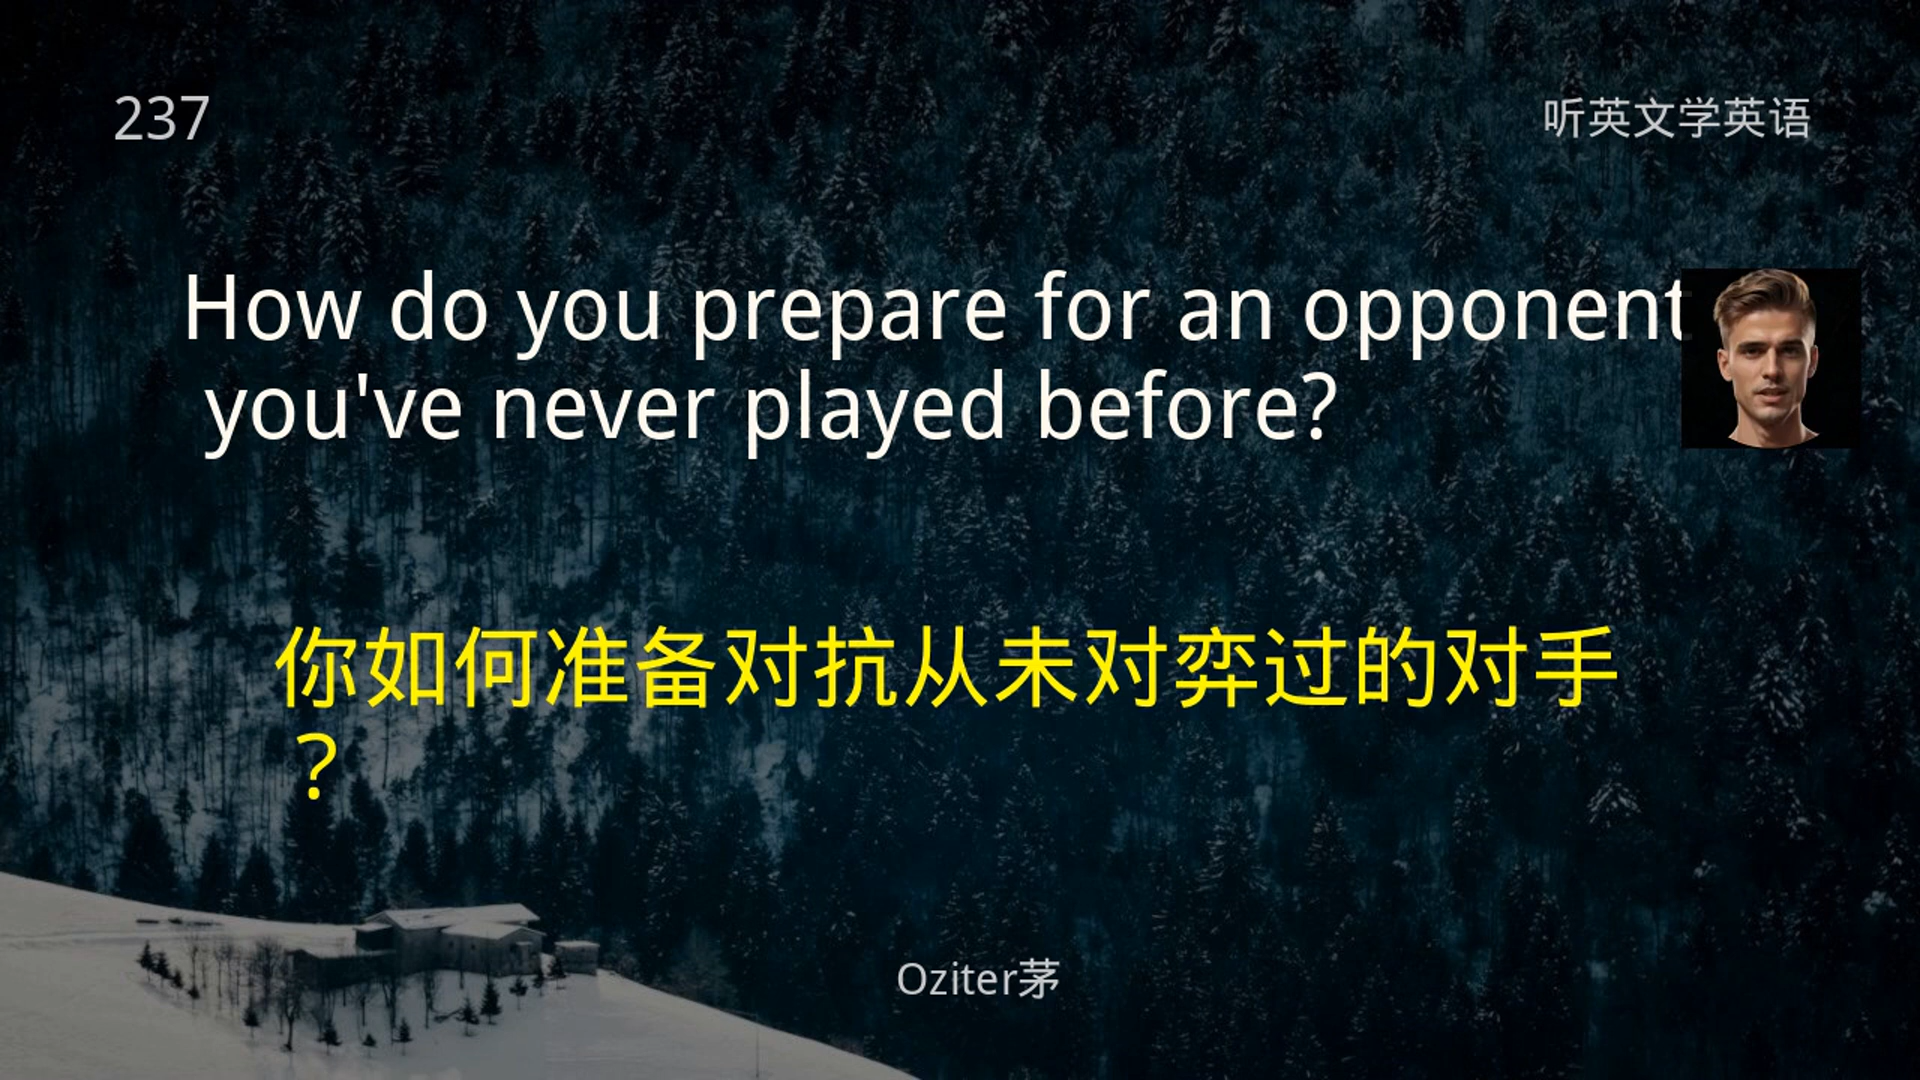 237
听英文学英语
How do you prepare for an opponent
you've never played before?
你如何准备对抗从未对弈过的对手
？
Oziter茅